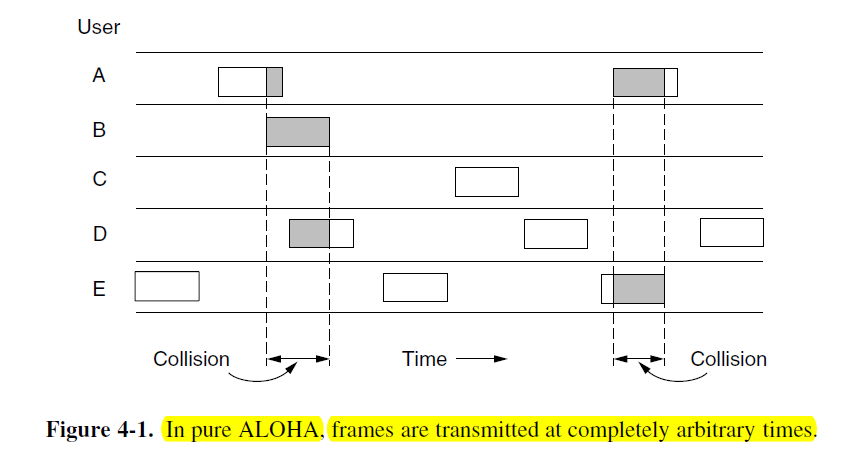 User
A
B
C
D
E
Collision Time Collision
Figure 4-1. In pure ALOHA, frames are transmitted at completely arbitrary times.